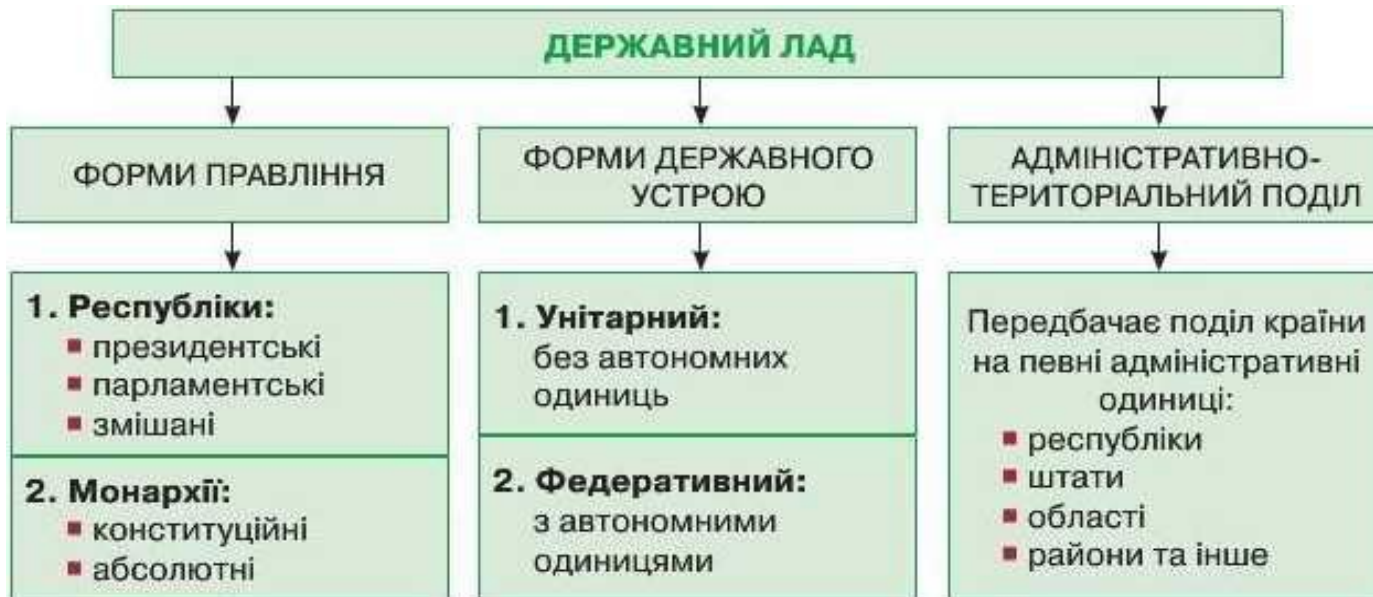 ДЕРЖАВНИЙ ЛАД
ФОРМИ ПРАВЛІННЯ
ФОРМИ ДЕРЖАВНОГО
УСТРОЮ
АДМІНІСТРАТИВНО-
ТЕРИТОРІАЛЬНИЙ ПОДІЛ
1. Республіки:
▪ президентські
▪ парламентські
▪ змішані
2. Монархії:
▪ конституційні
▪ абсолютні
1. Унітарний:
без автономних
одиниць
2. Федеративний:
з автономними
одиницями
Передбачає поділ країни
на певні адміністративні
одиниці:
▪ республіки
▪ штати
▪ області
▪ райони та інше